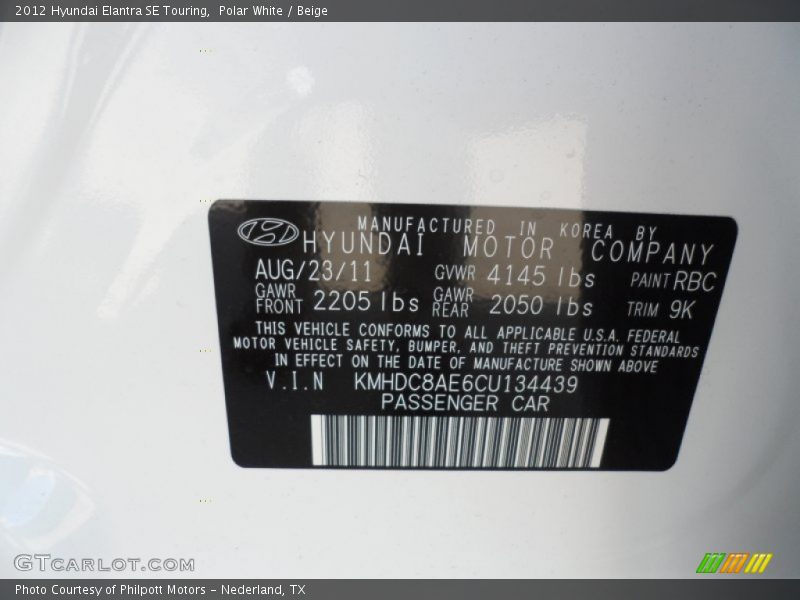 2012 Hyundai Elantra SE Touring,  Polar White / Beige
MANUFACTURED IN KOREA BY
HYUNDAI MOTOR COMPANY
AUG/23/11 GVWR 4145 lbs PAINT RBC
GAWR FRONT 2205 lbs GAWR REAR 2050 lbs TRIM 9K
THIS VEHICLE CONFORMS TO ALL APPLICABLE U.S.A. FEDERAL
MOTOR VEHICLE SAFETY, BUMPER, AND THEFT PREVENTION STANDARDS
IN EFFECT ON THE DATE OF MANUFACTURE SHOWN ABOVE
V.I.N KMHDC8AE6CU134439
PASSENGER CAR
GTCARLOT.COM
Photo Courtesy of Philpott Motors - Nederland, TX